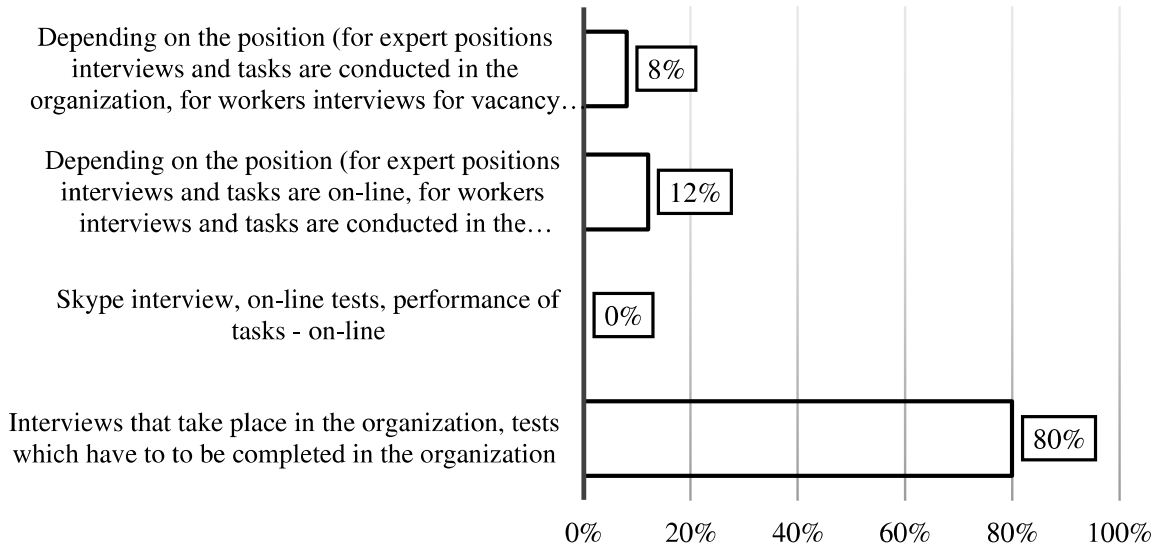 Depending on the position (for expert positions
interviews and tasks are conducted in the
organization, for workers interviews for vacancy…
8%
Depending on the position (for expert positions
interviews and tasks are on-line, for workers
interviews and tasks are conducted in the…
12%
Skype interview, on-line tests, performance of
tasks - on-line
0%
Interviews that take place in the organization, tests
which have to to be completed in the organization
80%
0% 20% 40% 60% 80% 100%